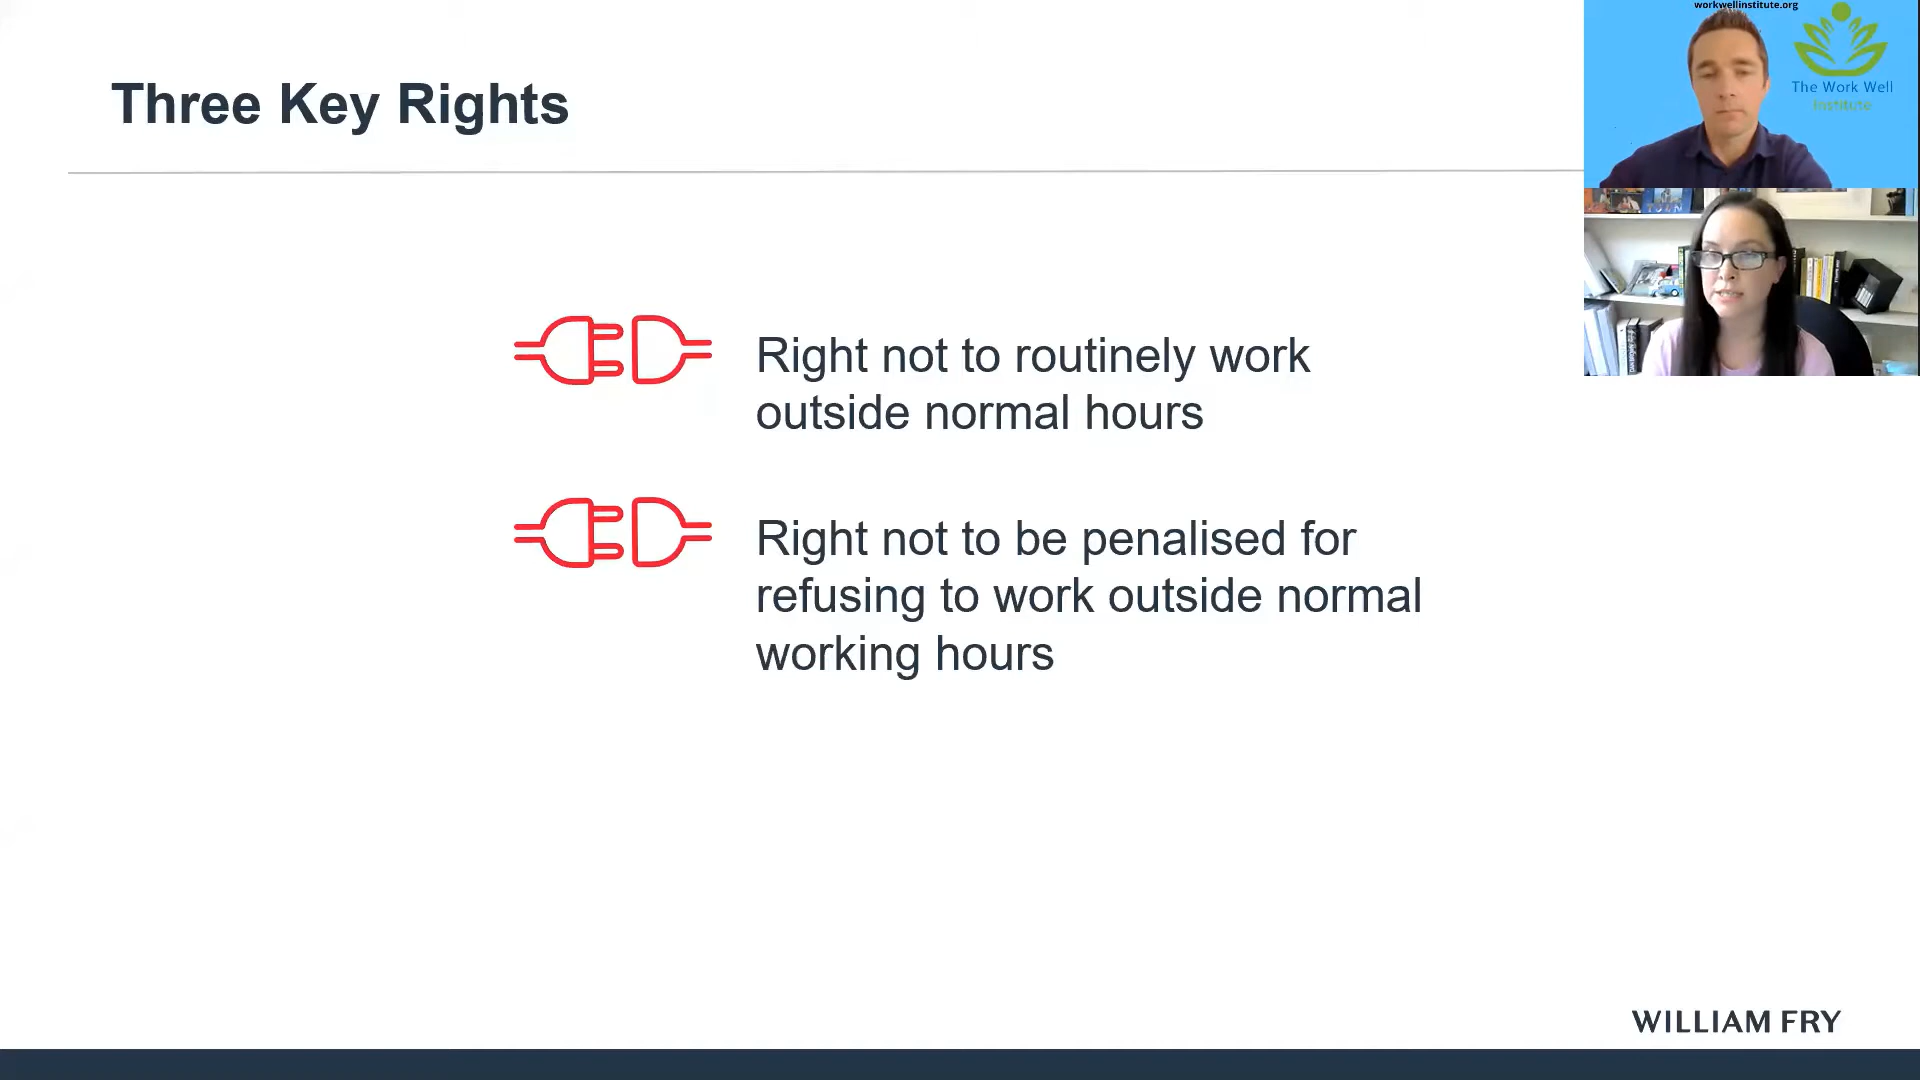 Three Key Rights
Right not to routinely work
outside normal hours
Right not to be penalised for
refusing to work outside normal
working hours
workwellinstitute.org
The Work Well
Institute
WILLIAM FRY